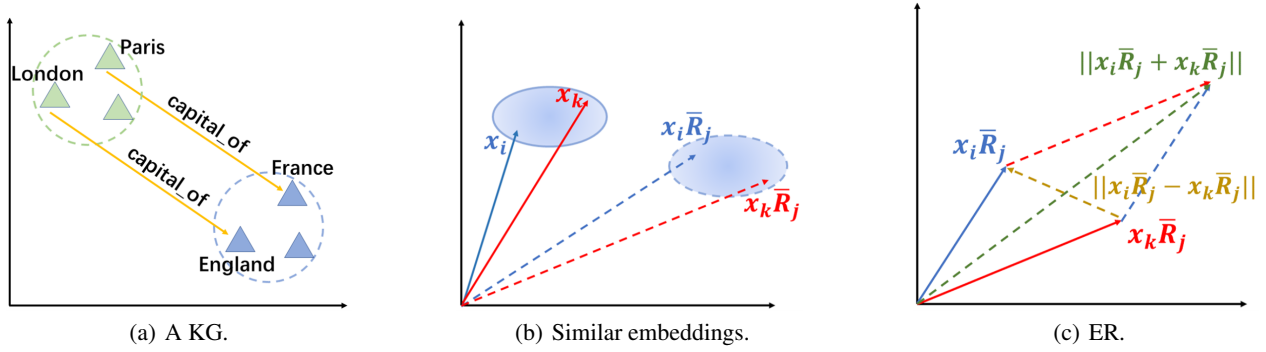 Paris
London
capital_of
capital_of
France
England
(a) A KG.
x_k
x_i
x_i R̅_j
x_k R̅_j
(b) Similar embeddings.
||x_i R̅_j + x_k R̅_j||
x_i R̅_j
||x_i R̅_j − x_k R̅_j||
x_k R̅_j
(c) ER.